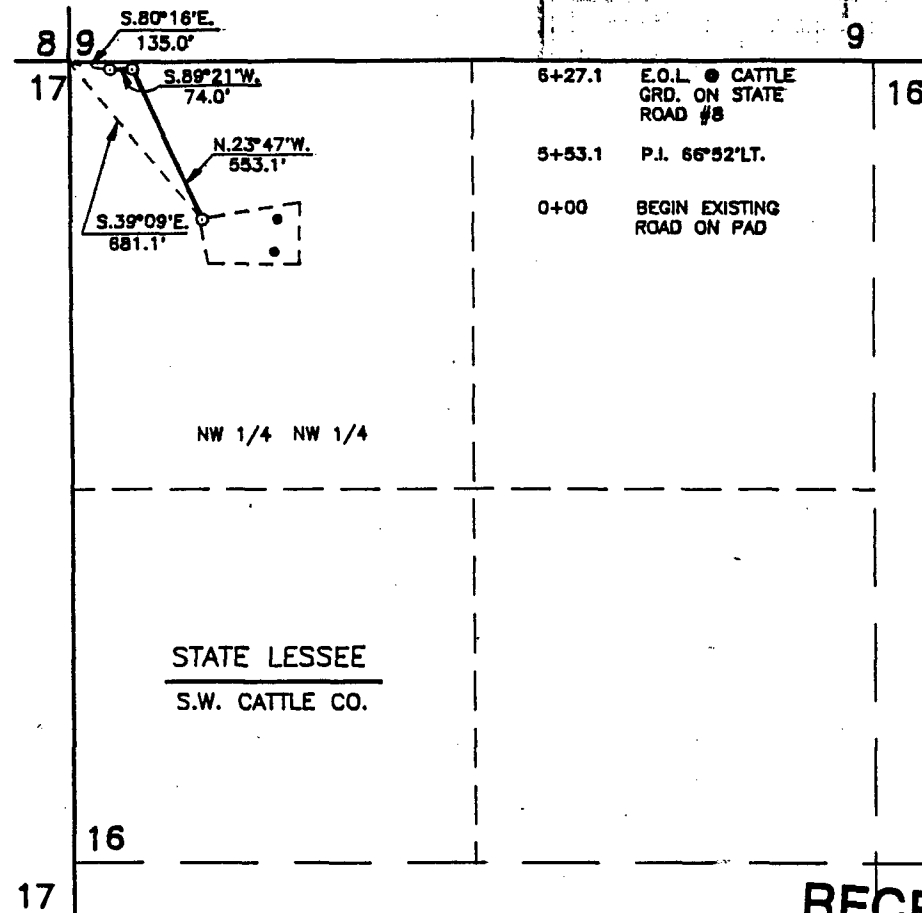 S.80°16'E.
135.0'
8 9
9
17
S.89°21'W.
74.0'
6+27.1 E.O.L. @ CATTLE
GRD. ON STATE
ROAD #8
16
N.23°47'W.
553.1'
5+53.1 P.I. 66°52'LT.
S.39°09'E.
681.1'
0+00 BEGIN EXISTING
ROAD ON PAD
NW 1/4 NW 1/4
STATE LESSEE
S.W. CATTLE CO.
16
17